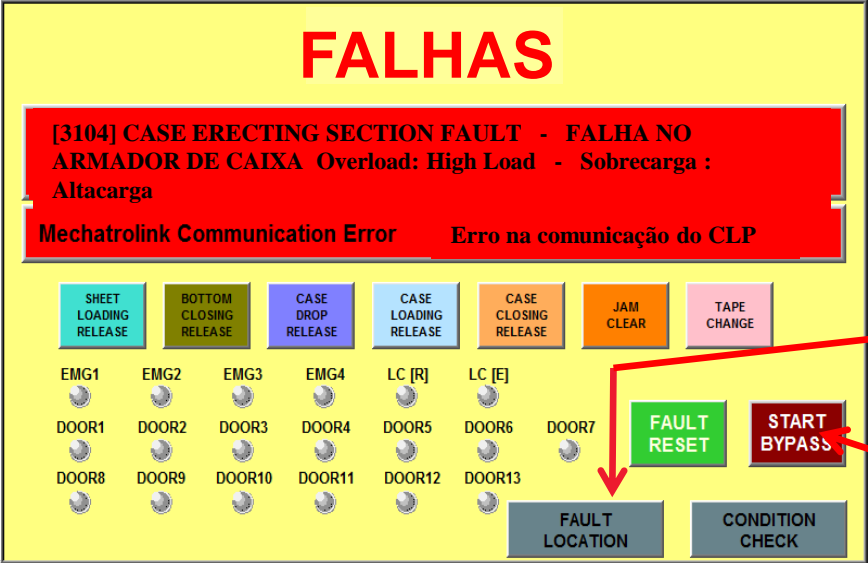 FALHAS
[3104] CASE ERECTING SECTION FAULT - FALHA NO
ARMADOR DE CAIXA Overload: High Load - Sobrecarga :
Altacarga
Mechatrolink Communication Error Erro na comunicação do CLP
SHEET LOADING RELEASE
BOTTOM CLOSING RELEASE
CASE DROP RELEASE
CASE LOADING RELEASE
CASE CLOSING RELEASE
JAM CLEAR
TAPE CHANGE
EMG1 EMG2 EMG3 EMG4 LC [R] LC [E]
DOOR1 DOOR2 DOOR3 DOOR4 DOOR5 DOOR6 DOOR7
DOOR8 DOOR9 DOOR10 DOOR11 DOOR12 DOOR13
FAULT RESET
START BYPASS
FAULT LOCATION
CONDITION CHECK